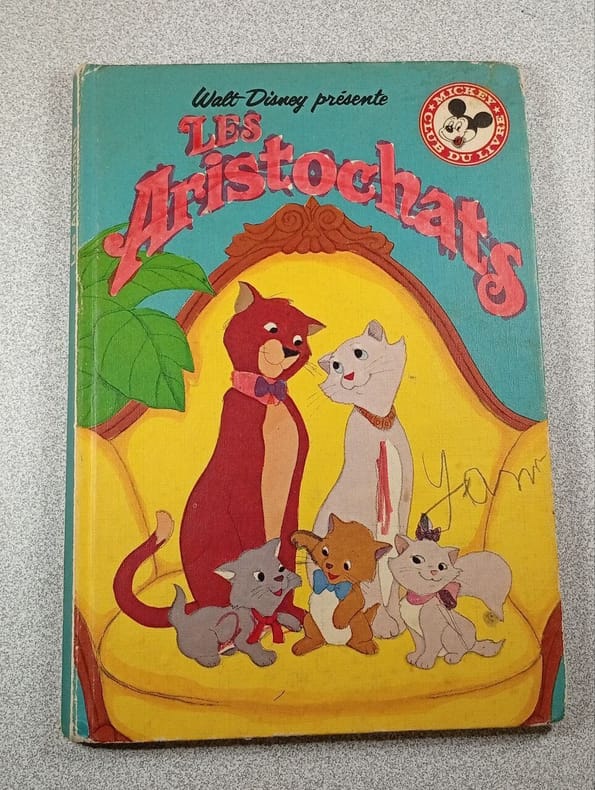 Walt Disney présente
LES
Aristochats
MICKEY
CLUB DU LIVRE